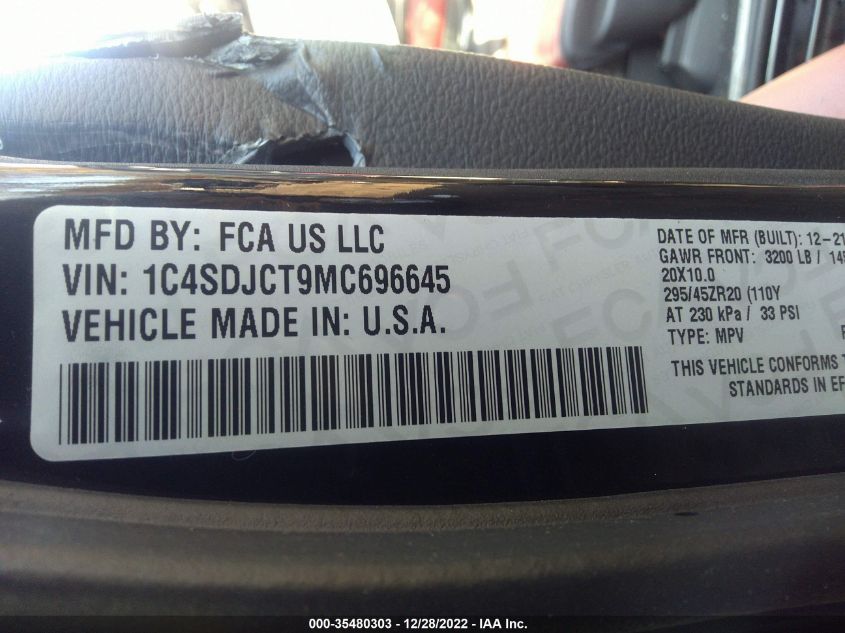 MFD BY: FCA US LLC
VIN: 1C4SDJCT9MC696645
VEHICLE MADE IN: U.S.A.
DATE OF MFR (BUILT): 12-21
GAWR FRONT: 3200 LB /
20X10.0
295/45ZR20 (110Y
AT 230 kPa / 33 PSI
TYPE: MPV
THIS VEHICLE CONFORMS
STANDARDS IN
000-35480303 - 12/28/2022 - IAA Inc.